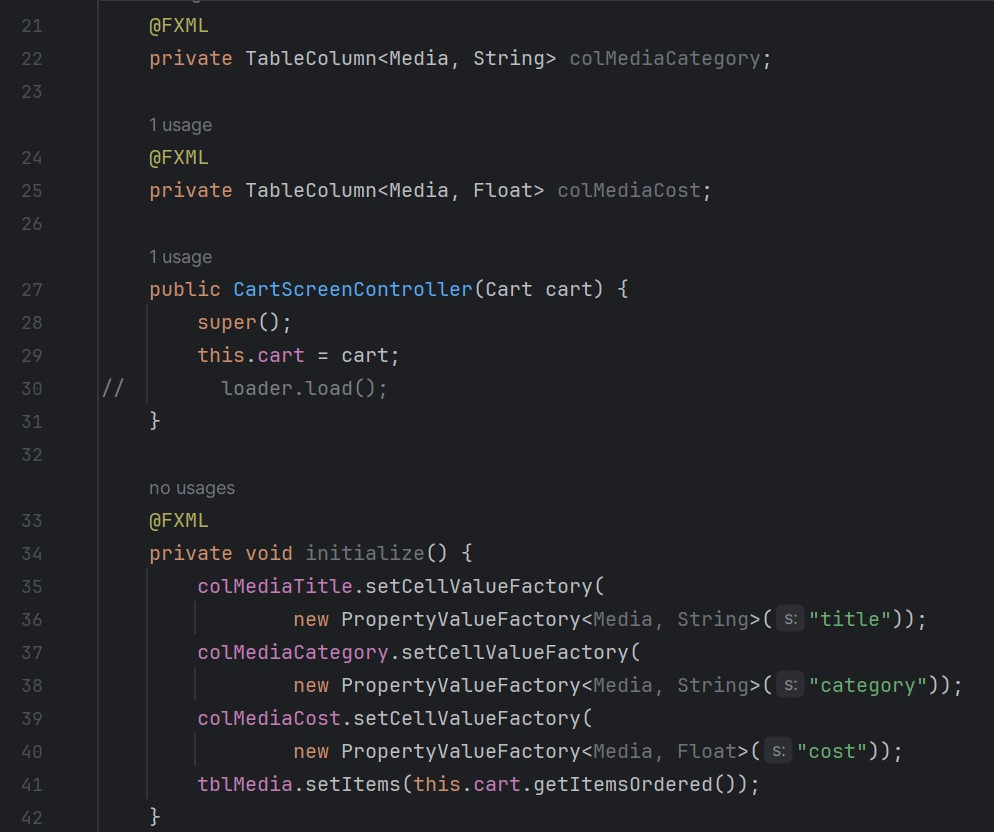 21 @FXML
22 private TableColumn<Media, String> colMediaCategory;
23
1 usage
24 @FXML
25 private TableColumn<Media, Float> colMediaCost;
26
1 usage
27 public CartScreenController(Cart cart) {
28 super();
29 this.cart = cart;
30 // loader.load();
31 }
32
no usages
33 @FXML
34 private void initialize() {
35 colMediaTitle.setCellValueFactory(
36 new PropertyValueFactory<Media, String>( s: "title"));
37 colMediaCategory.setCellValueFactory(
38 new PropertyValueFactory<Media, String>( s: "category"));
39 colMediaCost.setCellValueFactory(
40 new PropertyValueFactory<Media, Float>( s: "cost"));
41 tblMedia.setItems(this.cart.getItemsOrdered());
42 }